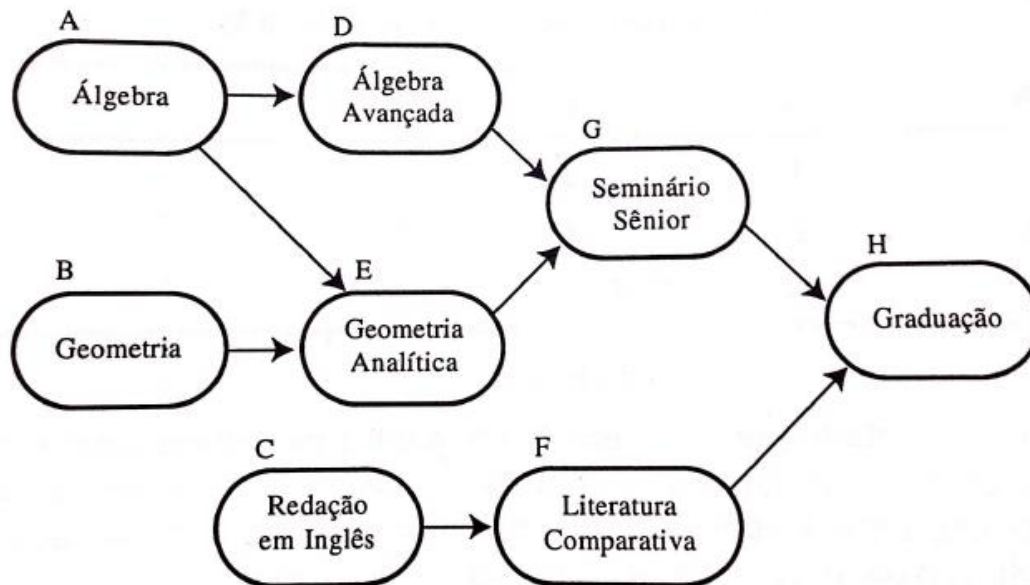 A
Álgebra
D
Álgebra
Avançada
G
Seminário
Sênior
B
Geometria
E
Geometria
Analítica
H
Graduação
C
Redação
em Inglês
F
Literatura
Comparativa